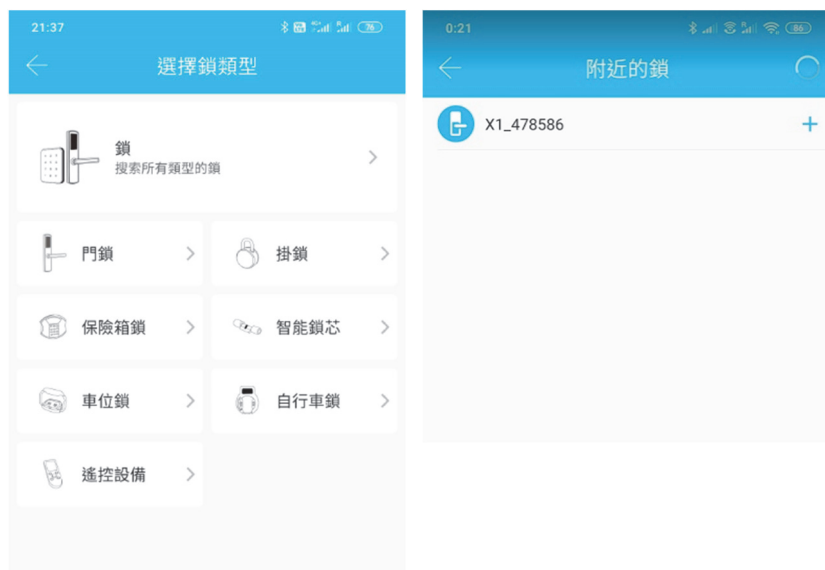 21:37
76
選擇鎖類型
鎖
搜索所有類型的鎖
門鎖
掛鎖
保險箱鎖
智能鎖芯
車位鎖
自行車鎖
遙控設備
0:21
86
附近的鎖
X1_478586